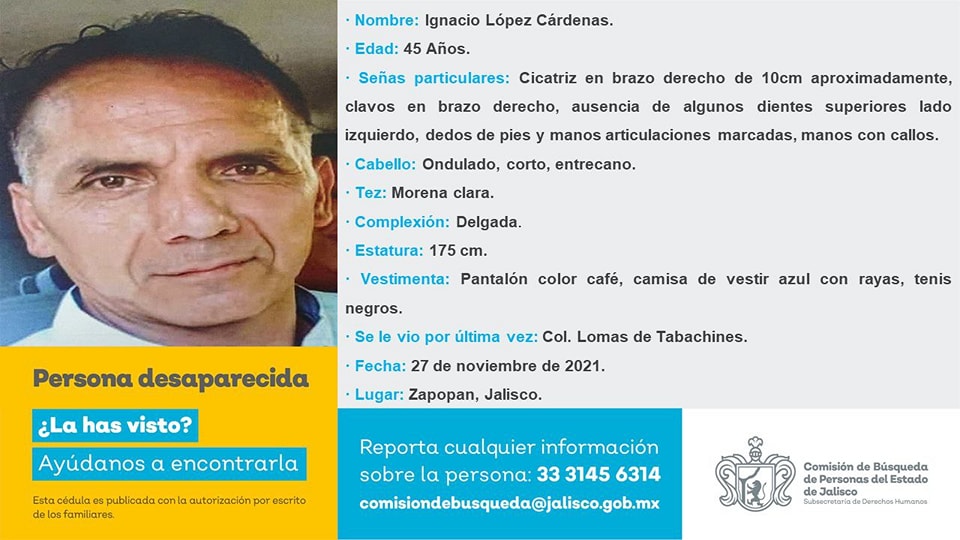 · Nombre: Ignacio López Cárdenas.
· Edad: 45 Años.
· Señas particulares: Cicatriz en brazo derecho de 10cm aproximadamente,
clavos en brazo derecho, ausencia de algunos dientes superiores lado
izquierdo, dedos de pies y manos articulaciones marcadas, manos con callos.
· Cabello: Ondulado, corto, entrecano.
· Tez: Morena clara.
· Complexión: Delgada.
· Estatura: 175 cm.
· Vestimenta: Pantalón color café, camisa de vestir azul con rayas, tenis
negros.
· Se le vio por última vez: Col. Lomas de Tabachines.
· Fecha: 27 de noviembre de 2021.
· Lugar: Zapopan, Jalisco.
Persona desaparecida
¿La has visto?
Ayúdanos a encontrarla
Esta cédula es publicada con la autorización por escrito
de los familiares.
Reporta cualquier información
sobre la persona: 33 3145 6314
comisiondebusqueda@jalisco.gob.mx
Comisión de Búsqueda
de Personas del Estado
de Jalisco
Subsecretaría de Derechos Humanos